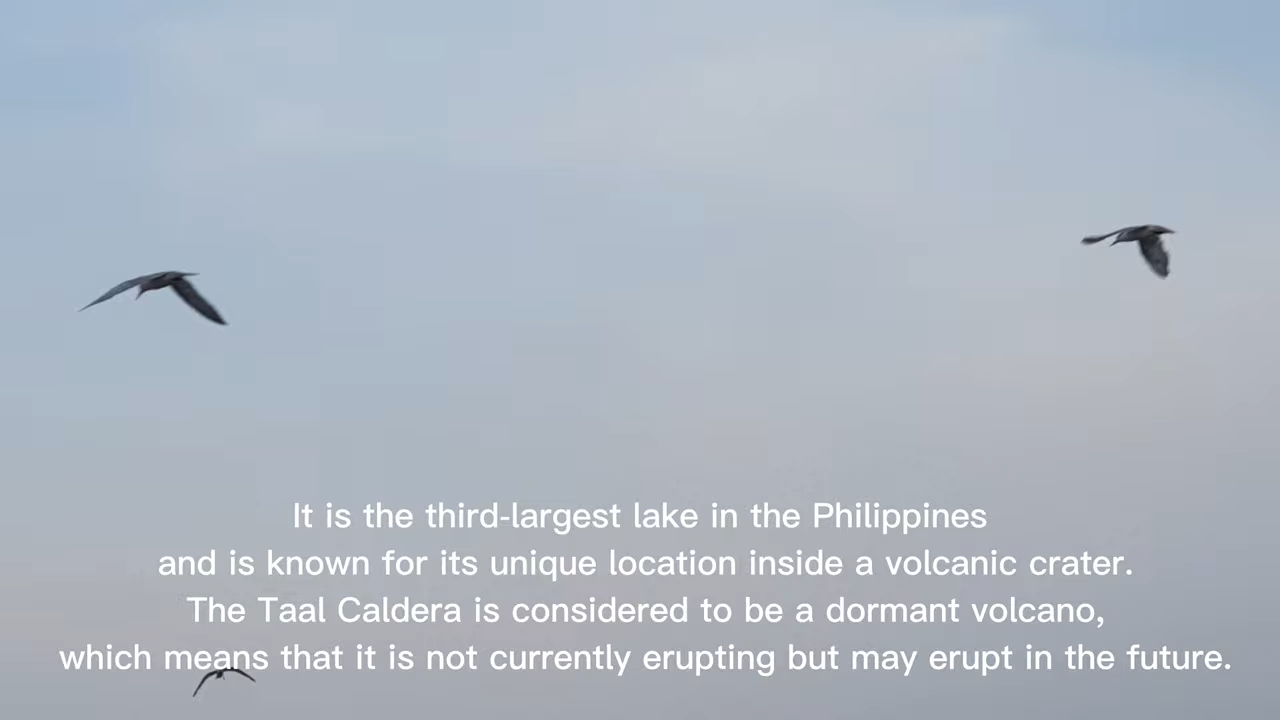 It is the third-largest lake in the Philippines
and is known for its unique location inside a volcanic crater.
The Taal Caldera is considered to be a dormant volcano,
which means that it is not currently erupting but may erupt in the future.